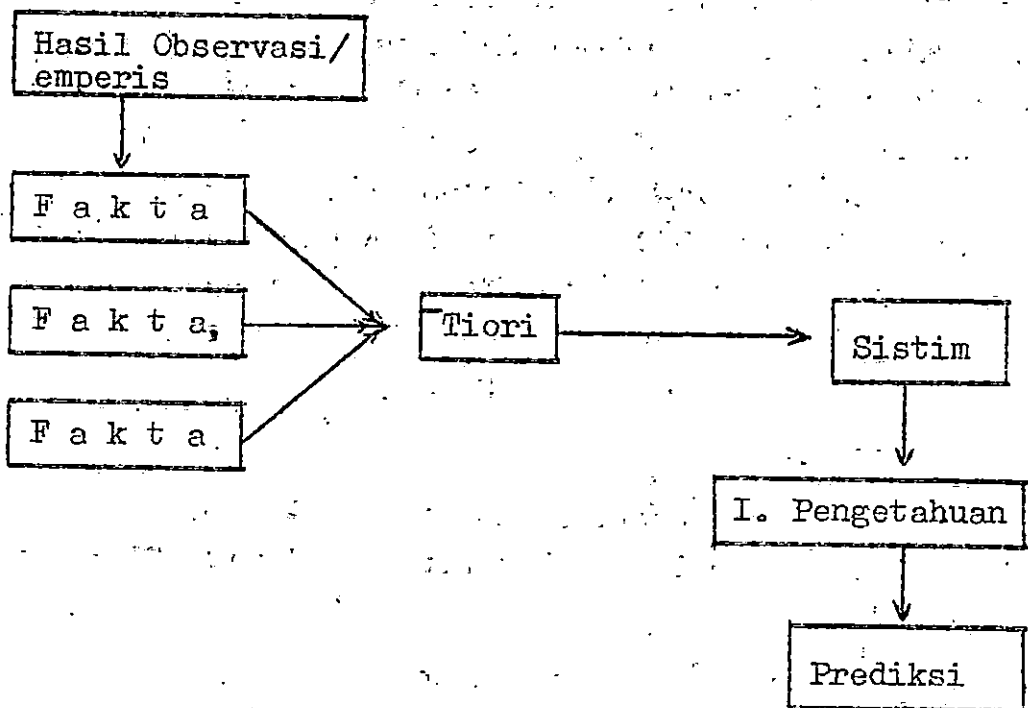 Hasil Observasi/
emperis
F a k t a
F a k t a,
F a k t a
Tiori
Sistim
I. Pengetahuan
Prediksi